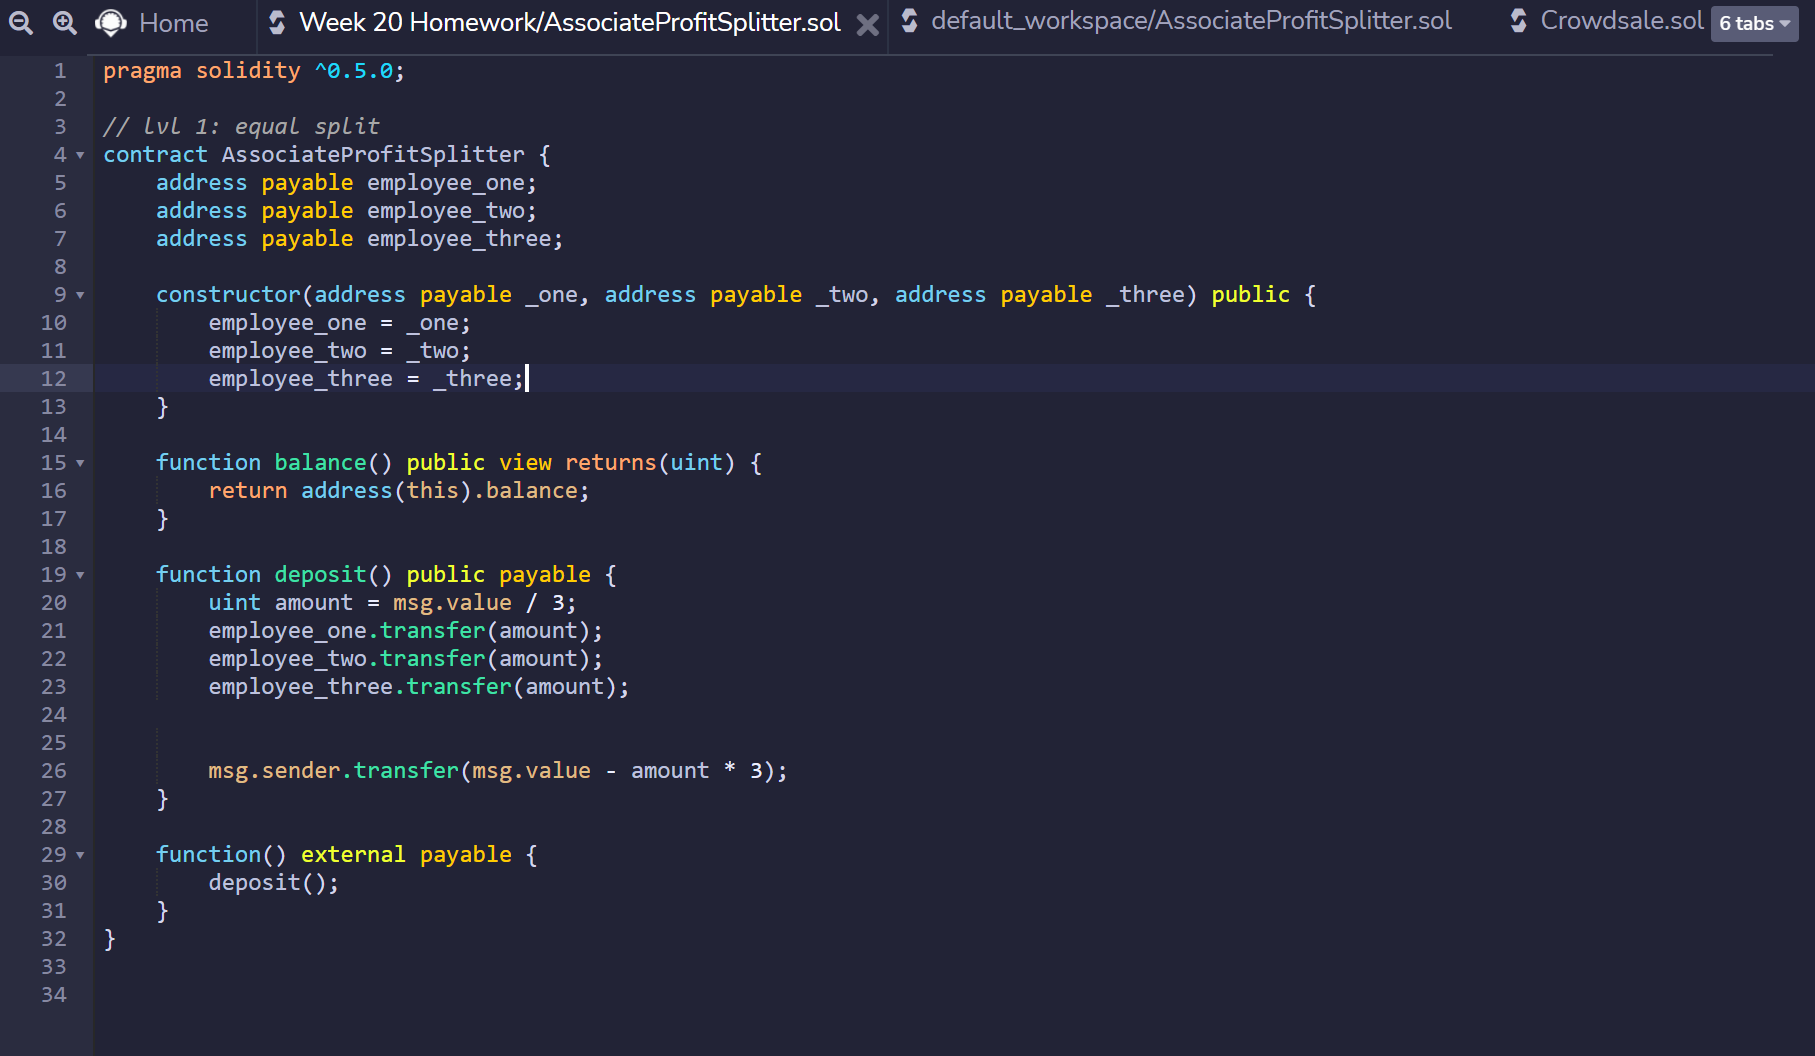 Home Week 20 Homework/AssociateProfitSplitter.sol default_workspace/AssociateProfitSplitter.sol Crowdsale.sol 6 tabs
1 pragma solidity ^0.5.0;
2
3 // lvl 1: equal split
4 contract AssociateProfitSplitter {
5 address payable employee_one;
6 address payable employee_two;
7 address payable employee_three;
8
9 constructor(address payable _one, address payable _two, address payable _three) public {
10 employee_one = _one;
11 employee_two = _two;
12 employee_three = _three;
13 }
14
15 function balance() public view returns(uint) {
16 return address(this).balance;
17 }
18
19 function deposit() public payable {
20 uint amount = msg.value / 3;
21 employee_one.transfer(amount);
22 employee_two.transfer(amount);
23 employee_three.transfer(amount);
24
25
26 msg.sender.transfer(msg.value - amount * 3);
27 }
28
29 function() external payable {
30 deposit();
31 }
32 }
33
34